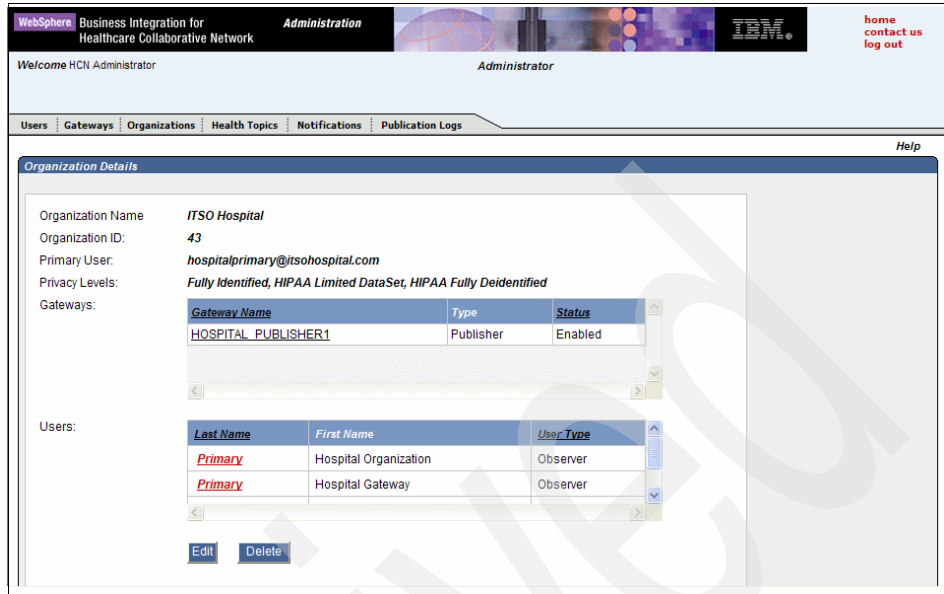 WebSphere Business Integration for Healthcare Collaborative Network
Administration
IBM
home
contact us
log out
Welcome HCN Administrator
Administrator
Users Gateways Organizations Health Topics Notifications Publication Logs
Help
Organization Details
Organization Name ITSO Hospital
Organization ID: 43
Primary User: hospitalprimary@itsohospital.com
Privacy Levels: Fully Identified, HIPAA Limited DataSet, HIPAA Fully Deidentified
Gateways:
Gateway Name Type Status
HOSPITAL_PUBLISHER1 Publisher Enabled
Users:
Last Name First Name User Type
Primary Hospital Organization Observer
Primary Hospital Gateway Observer
Edit Delete